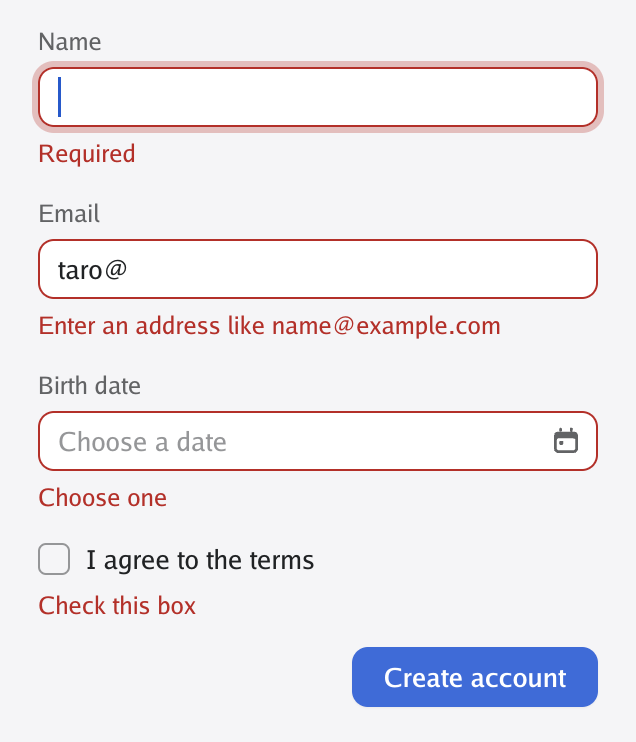 Name
Required
Email
taro@
Enter an address like name@example.com
Birth date
Choose a date
Choose one
I agree to the terms
Check this box
Create account